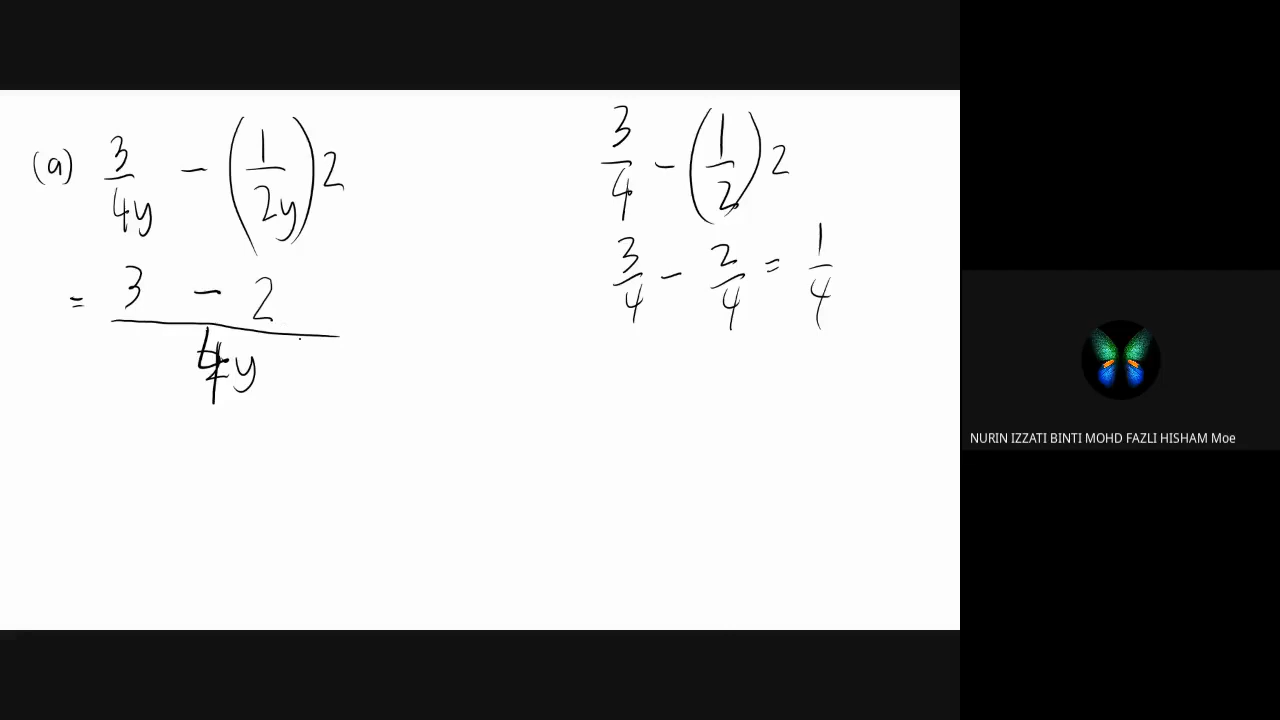 (a) 3/4y - (1/2y)2
= 3 - 2 / 4y
3/4 - (1/2)2
3/4 - 2/4 = 1/4
NURIN IZZATI BINTI MOHD FAZLI HISHAM Moe